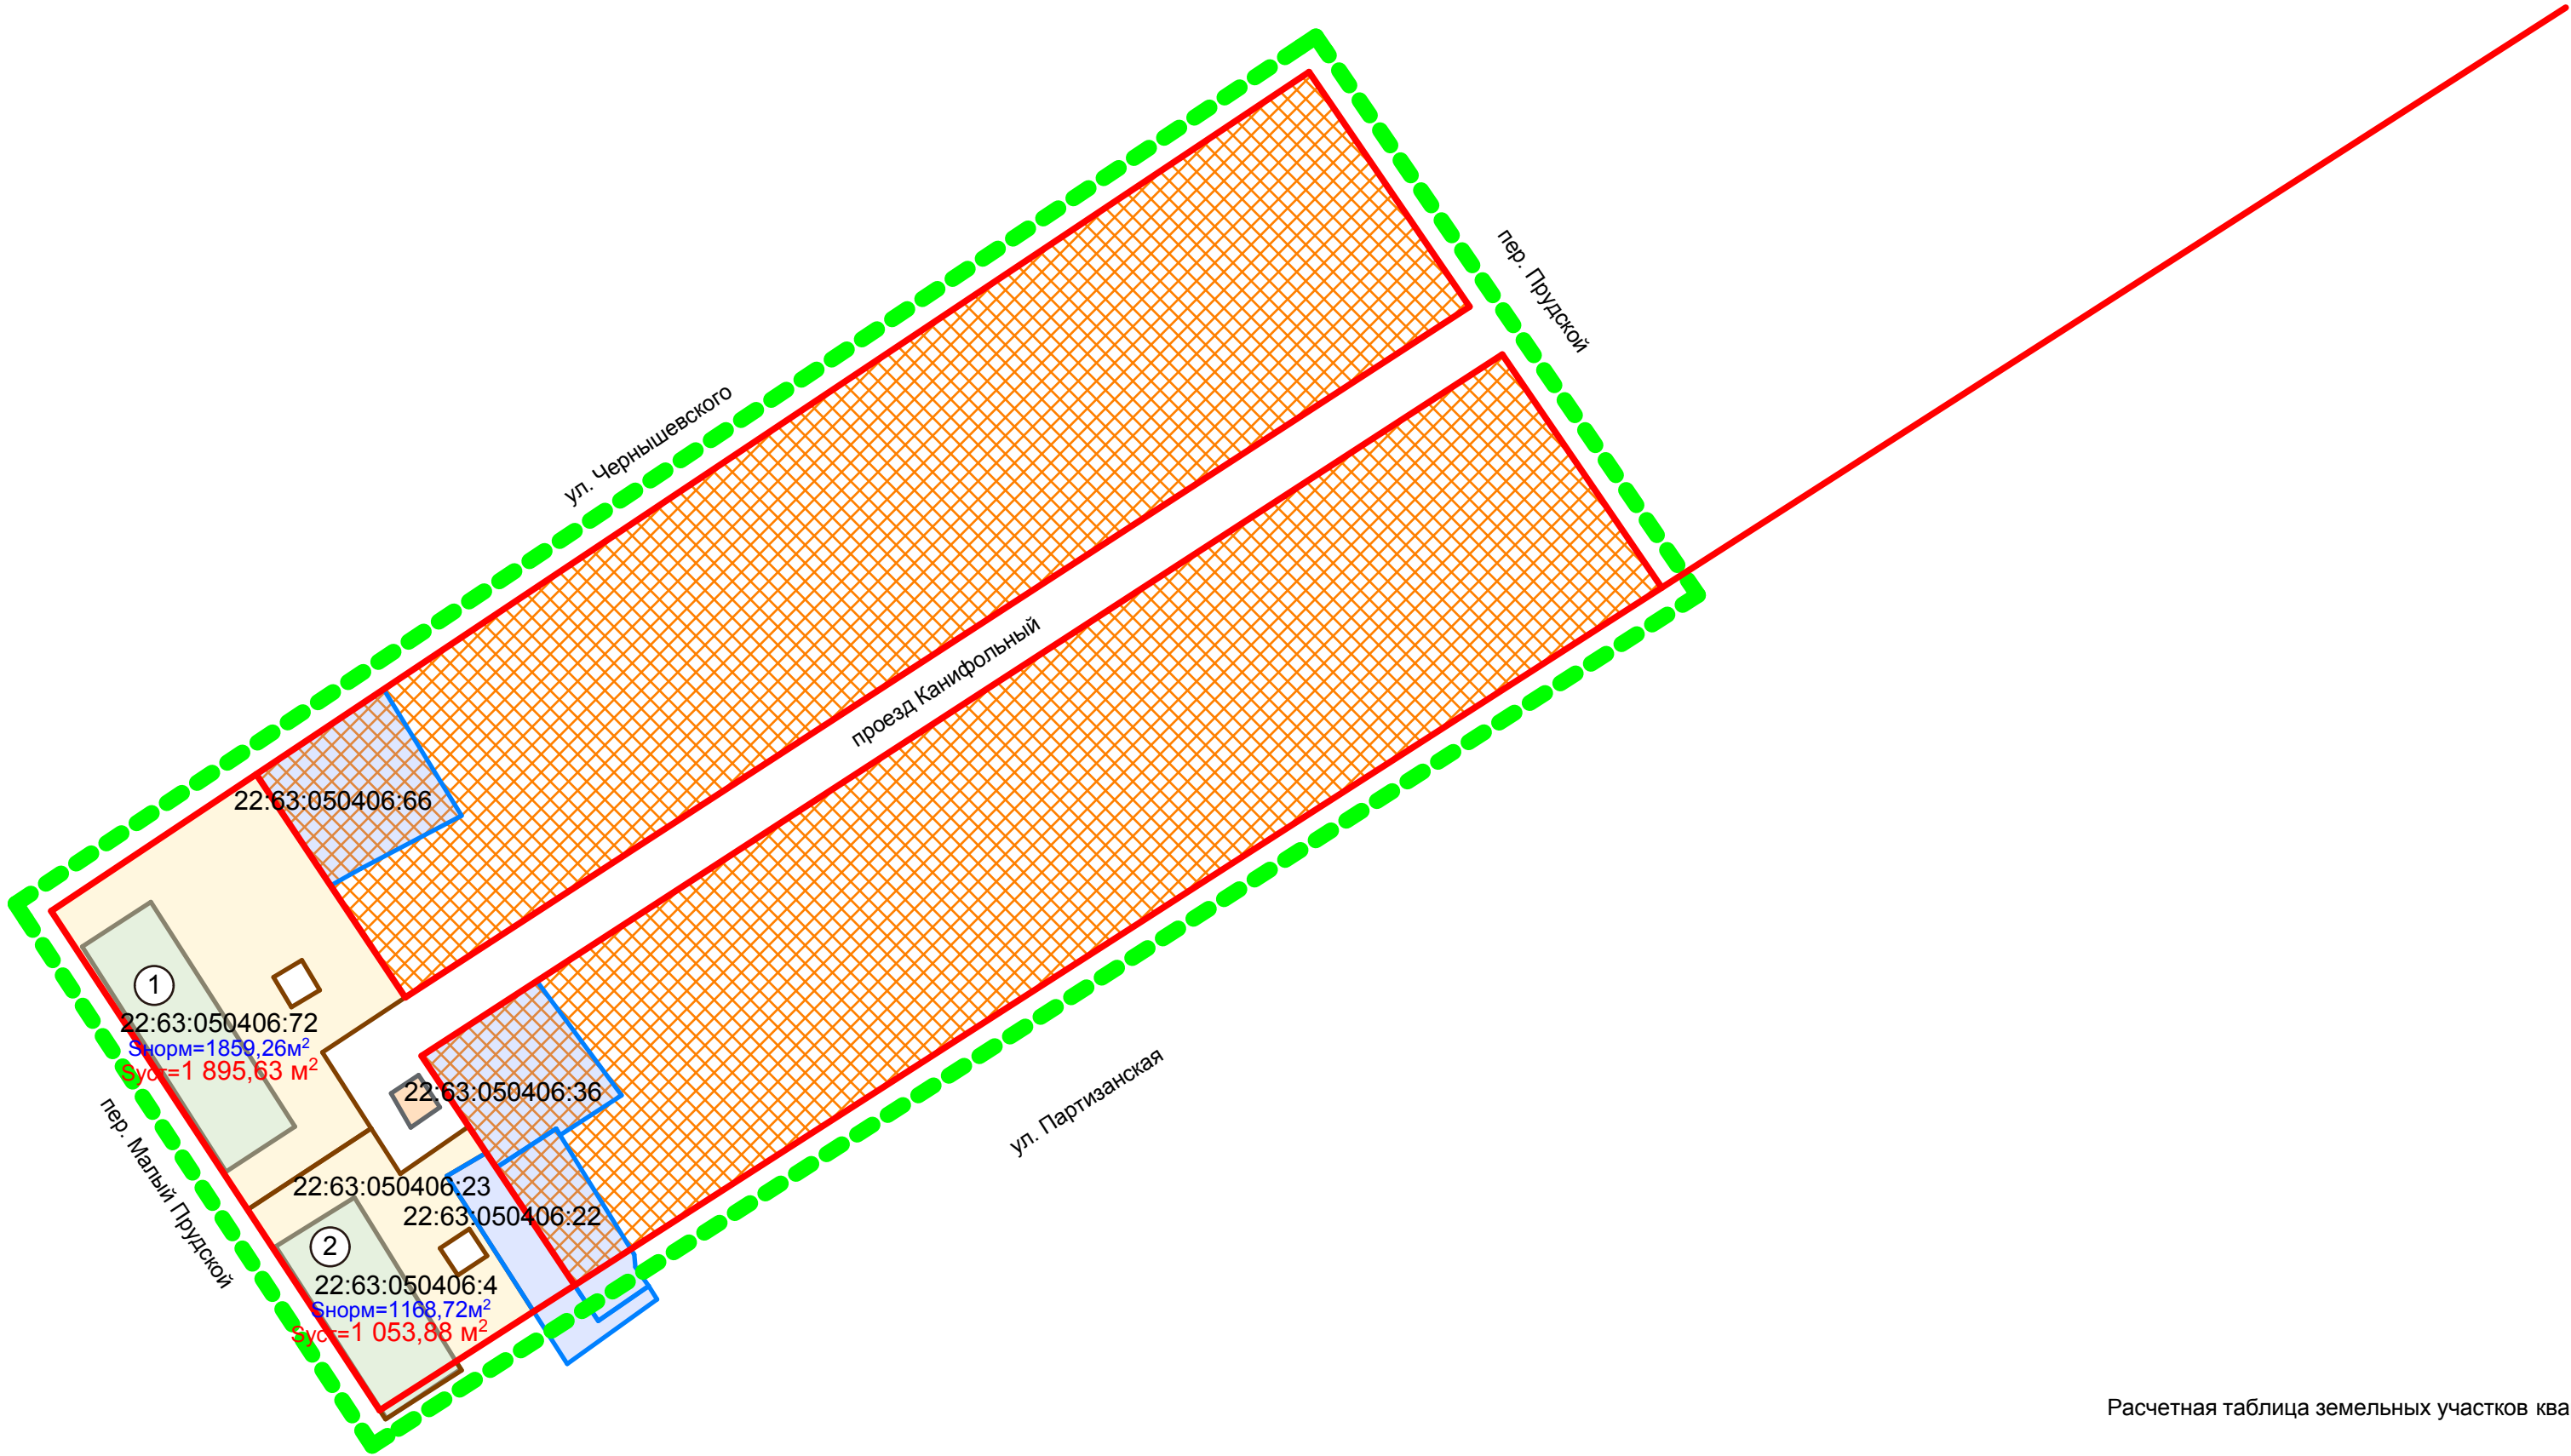 пер. Прудской
ул. Чернышевского
проезд Канифольный
22:63:050406:66
1
22:63:050406:72
Sнорм=1859,26м²
Sуст=1 895,63 м²
22:63:050406:36
ул. Партизанская
пер. Малый Прудской
22:63:050406:23
22:63:050406:22
2
22:63:050406:4
Sнорм=1168,72м²
Sуст=1 053,88 м²
Расчетная таблица земельных участков ква